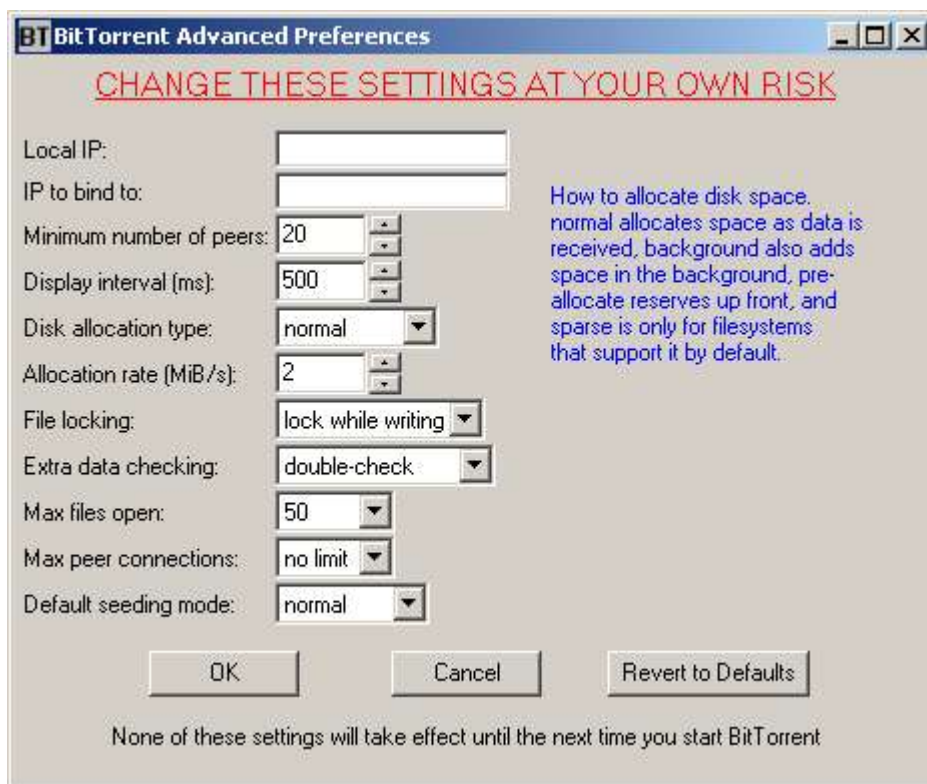 BT BitTorrent Advanced Preferences
CHANGE THESE SETTINGS AT YOUR OWN RISK
Local IP:
IP to bind to:
Minimum number of peers: 20
Display interval (ms): 500
Disk allocation type: normal
Allocation rate (MiB/s): 2
File locking: lock while writing
Extra data checking: double-check
Max files open: 50
Max peer connections: no limit
Default seeding mode: normal
How to allocate disk space.
normal allocates space as data is
received, background also adds
space in the background, pre-
allocate reserves up front, and
sparse is only for filesystems
that support it by default.
OK Cancel Revert to Defaults
None of these settings will take effect until the next time you start BitTorrent